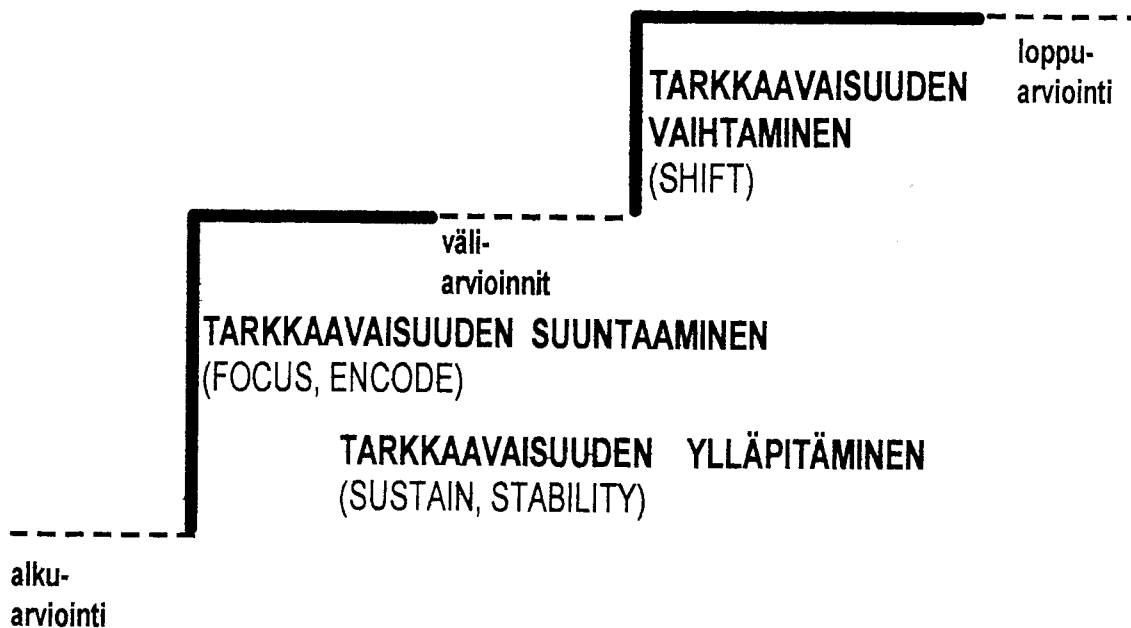 loppu-
arviointi
TARKKAAVAISUUDEN
VAIHTAMINEN
(SHIFT)
väli-
arvioinnit
TARKKAAVAISUUDEN SUUNTAAMINEN
(FOCUS, ENCODE)
TARKKAAVAISUUDEN YLLÄPITÄMINEN
(SUSTAIN, STABILITY)
alku-
arviointi